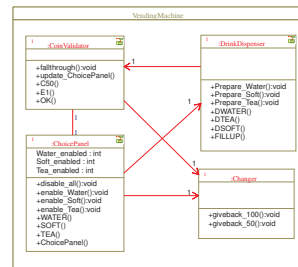 VendingMachine
1
:CoinValidator
+fallthrough():void
+update_ChoicePanel()
+C50()
+E1()
+OK()
1
:DrinkDispenser
+Prepare_Water():void
+Prepare_Soft():void
+Prepare_Tea():void
+DWATER()
+DTEA()
+DSOFT()
+FILLUP()
1
1
1
1
:ChoicePanel
Water_enabled : int
Soft_enabled : int
Tea_enabled : int
+disable_all():void
+enable_Water():void
+enable_Soft():void
+enable_Tea():void
+WATER()
+SOFT()
+TEA()
+ChoicePanel()
1
1
1
1
:Changer
+giveback_100():void
+giveback_50():void